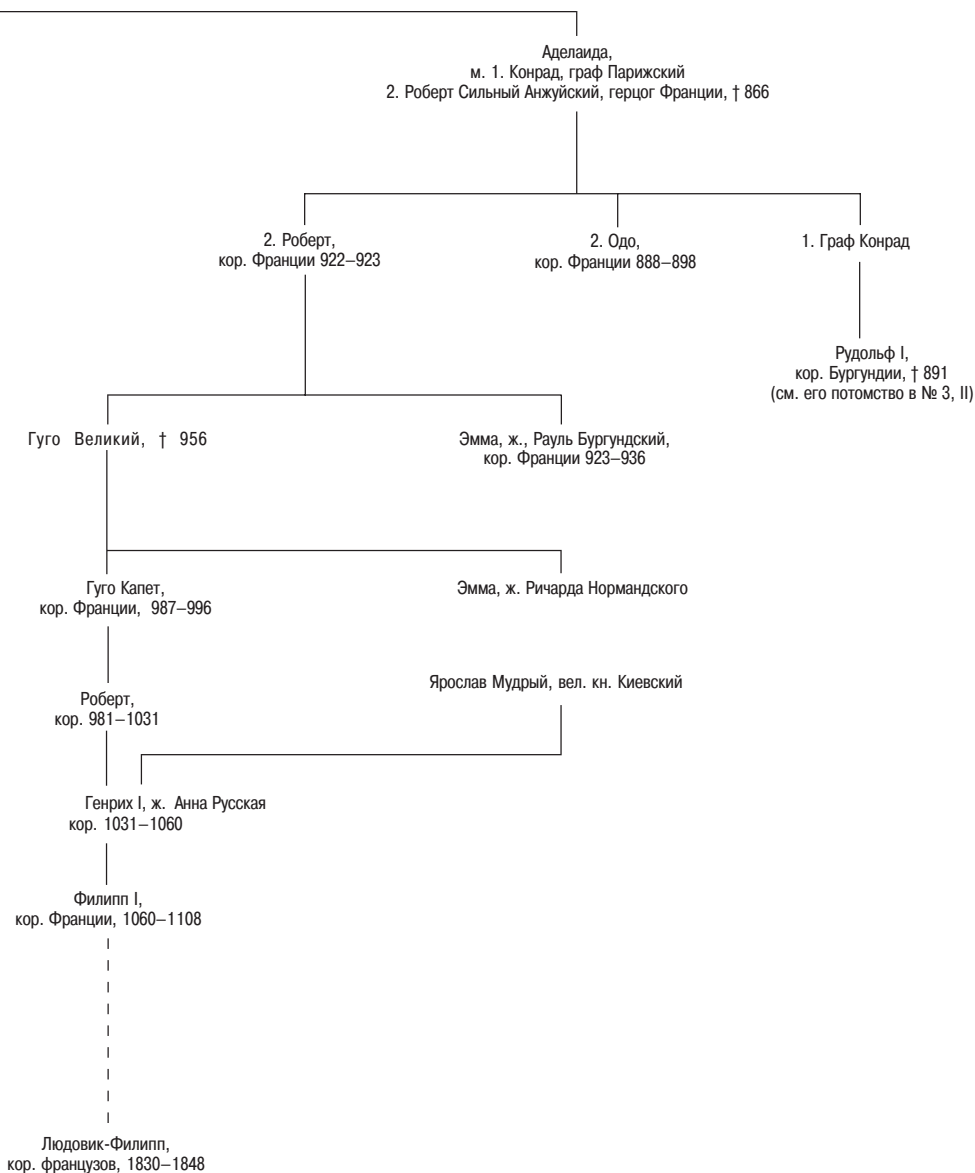 Аделаида,
м. 1. Конрад, граф Парижский
2. Роберт Сильный Анжуйский, герцог Франции, † 866
2. Роберт,
кор. Франции 922–923
2. Одо,
кор. Франции 888–898
1. Граф Конрад
Рудольф I,
кор. Бургундии, † 891
(см. его потомство в № 3, II)
Гуго Великий, † 956
Эмма, ж., Рауль Бургундский,
кор. Франции 923–936
Гуго Капет,
кор. Франции, 987–996
Эмма, ж. Ричарда Нормандского
Ярослав Мудрый, вел. кн. Киевский
Роберт,
кор. 981–1031
Генрих I, ж. Анна Русская
кор. 1031–1060
Филипп I,
кор. Франции, 1060–1108
Людовик-Филипп,
кор. французов, 1830–1848